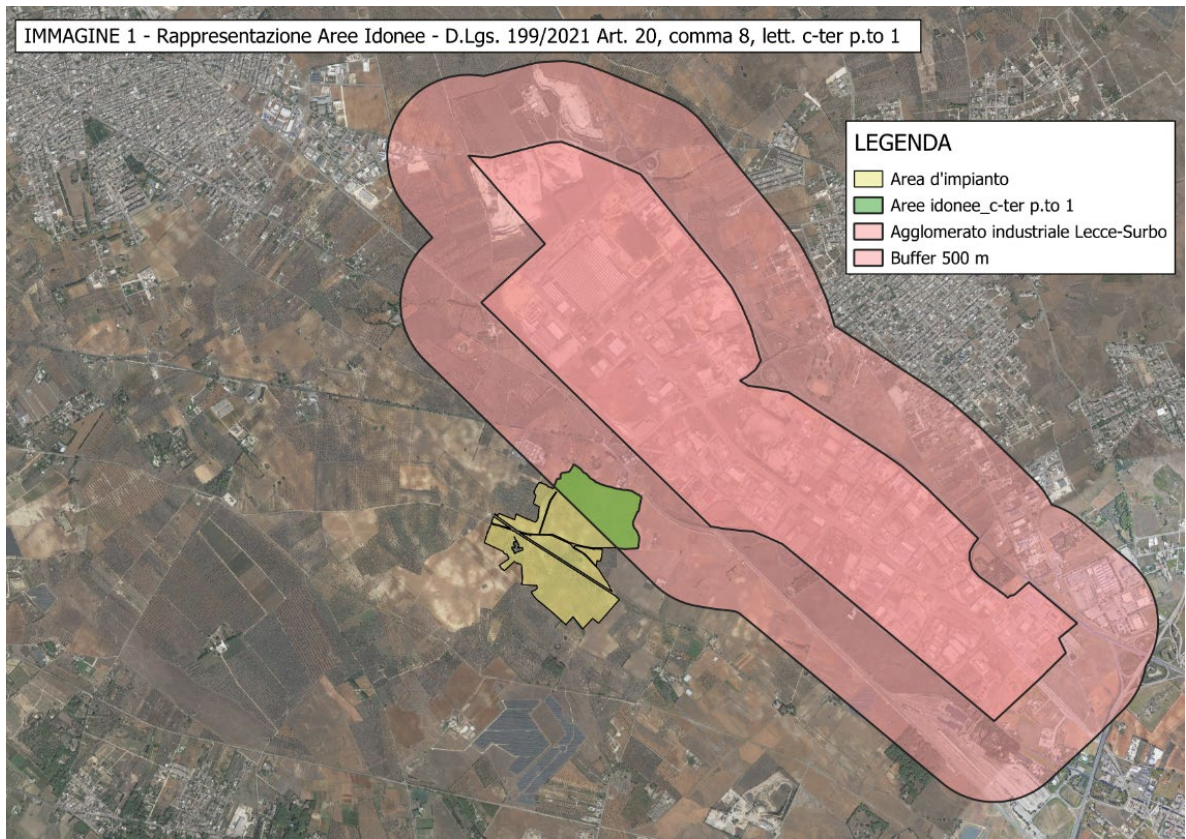 IMMAGINE 1 - Rappresentazione Aree Idonee - D.Lgs. 199/2021 Art. 20, comma 8, lett. c-ter p.to 1
LEGENDA
Area d'impianto
Aree idonee_c-ter p.to 1
Agglomerato industriale Lecce-Surbo
Buffer 500 m